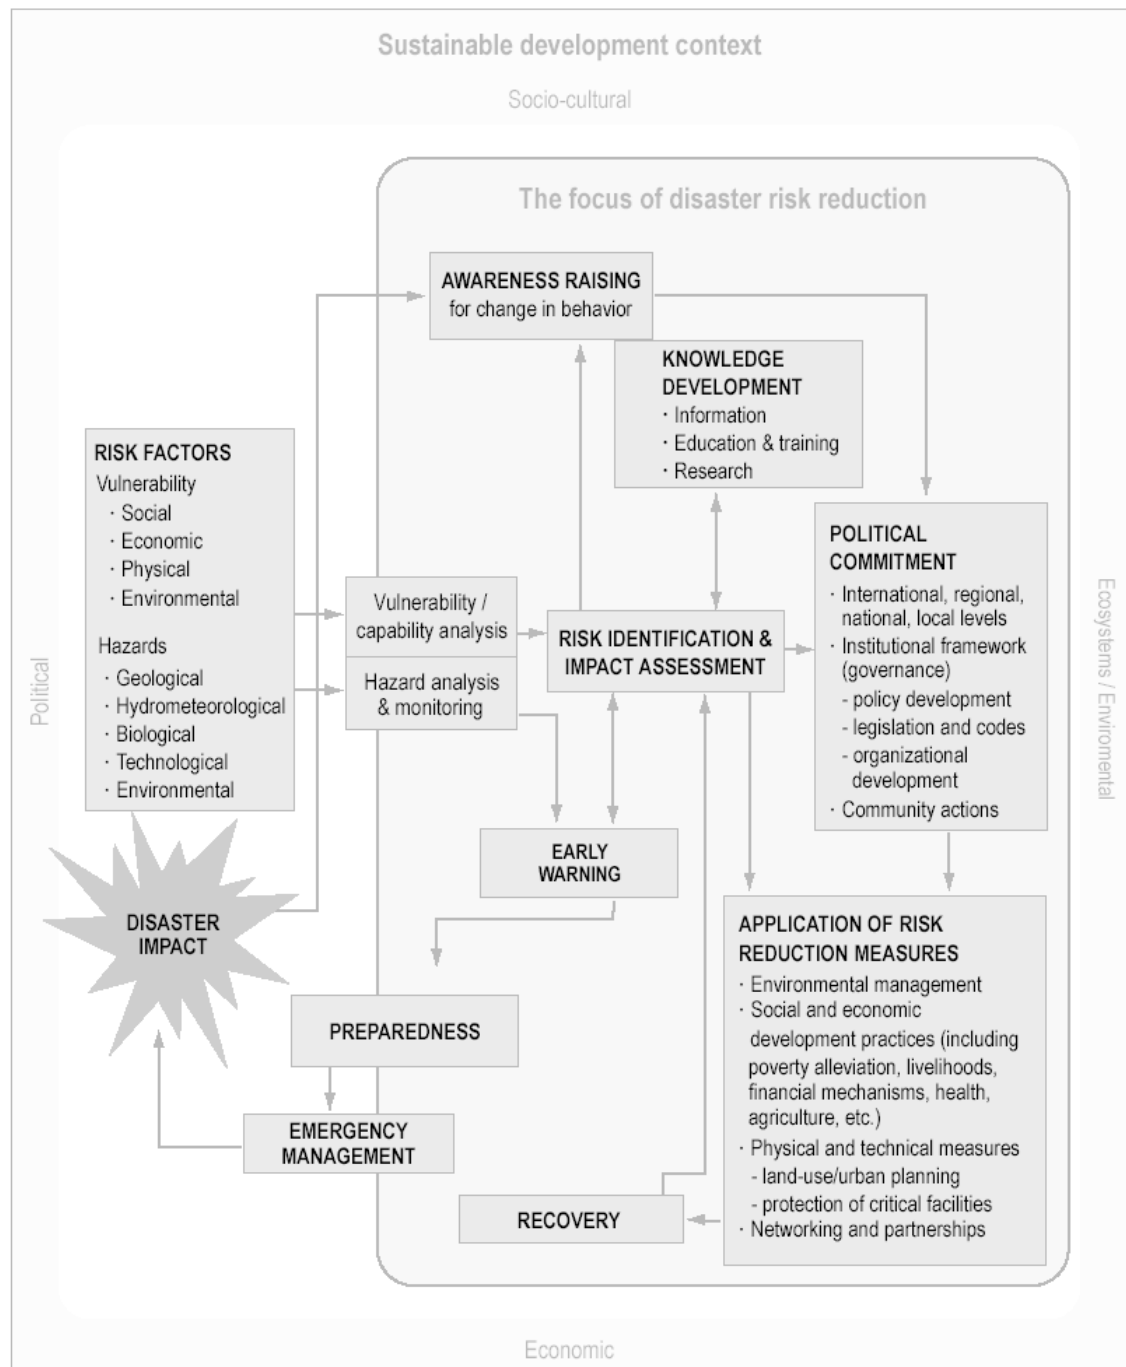 Sustainable development context
Socio-cultural
The focus of disaster risk reduction
AWARENESS RAISING
for change in behavior
KNOWLEDGE
DEVELOPMENT
· Information
· Education & training
· Research
RISK FACTORS
Vulnerability
· Social
· Economic
· Physical
· Environmental
Hazards
· Geological
· Hydrometeorological
· Biological
· Technological
· Environmental
Vulnerability /
capability analysis
Hazard analysis
& monitoring
RISK IDENTIFICATION &
IMPACT ASSESSMENT
POLITICAL
COMMITMENT
· International, regional,
national, local levels
· Institutional framework
(governance)
- policy development
- legislation and codes
- organizational
development
· Community actions
Political
Ecosystems / Enviromental
EARLY
WARNING
DISASTER
IMPACT
PREPAREDNESS
EMERGENCY
MANAGEMENT
RECOVERY
APPLICATION OF RISK
REDUCTION MEASURES
· Environmental management
· Social and economic
development practices (including
poverty alleviation, livelihoods,
financial mechanisms, health,
agriculture, etc.)
· Physical and technical measures
- land-use/urban planning
- protection of critical facilities
· Networking and partnerships
Economic